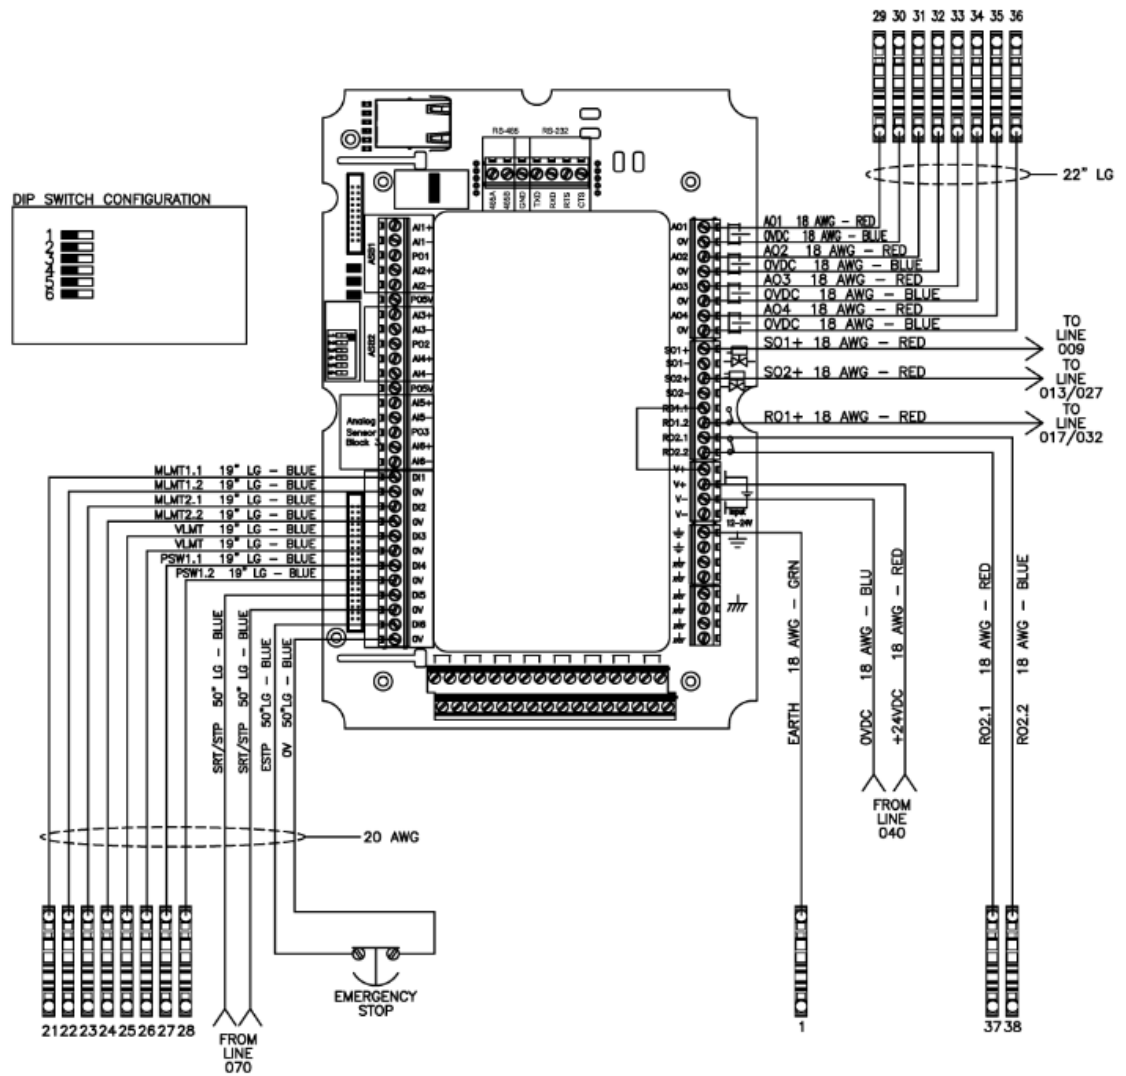 29 30 31 32 33 34 35 36
22" LG
DIP SWITCH CONFIGURATION
1
2
3
4
5
6
RS-485 RS-232
485A
485B
GND
TXD
RXD
RTS
CTS
ASB1
AI1+
AI1-
PO1
AI2+
AI2-
PO5V
ASB2
AI3+
AI3-
PO2
AI4+
AI4-
PO5V
Analog
Sensor
Block
AI5+
AI5-
PO3
AI6+
AI6-
DI1
0V
DI2
0V
DI3
0V
DI4
0V
DI5
0V
DI6
0V
AO1
0V
AO2
0V
AO3
0V
AO4
0V
SO1+
SO1-
SO2+
SO2-
RO1.1
RO1.2
RO2.1
RO2.2
V+
V+
V-
V-
Input
12-24V
AO1 18 AWG - RED
0VDC 18 AWG - BLUE
AO2 18 AWG - RED
0VDC 18 AWG - BLUE
AO3 18 AWG - RED
0VDC 18 AWG - BLUE
AO4 18 AWG - RED
0VDC 18 AWG - BLUE
SO1+ 18 AWG - RED
TO
LINE
009
SO2+ 18 AWG - RED
TO
LINE
013/027
RO1+ 18 AWG - RED
TO
LINE
017/032
MLMT1.1 19" LG - BLUE
MLMT1.2 19" LG - BLUE
MLMT2.1 19" LG - BLUE
MLMT2.2 19" LG - BLUE
VLMT 19" LG - BLUE
VLMT 19" LG - BLUE
PSW1.1 19" LG - BLUE
PSW1.2 19" LG - BLUE
SRT/STP 50" LG - BLUE
SRT/STP 50" LG - BLUE
ESTP 50"LG - BLUE
0V 50"LG - BLUE
EARTH 18 AWG - GRN
0VDC 18 AWG - BLU
+24VDC 18 AWG - RED
RO2.1 18 AWG - RED
RO2.2 18 AWG - BLUE
FROM
LINE
040
20 AWG
EMERGENCY
STOP
21 22 23 24 25 26 27 28
FROM
LINE
070
1
37 38